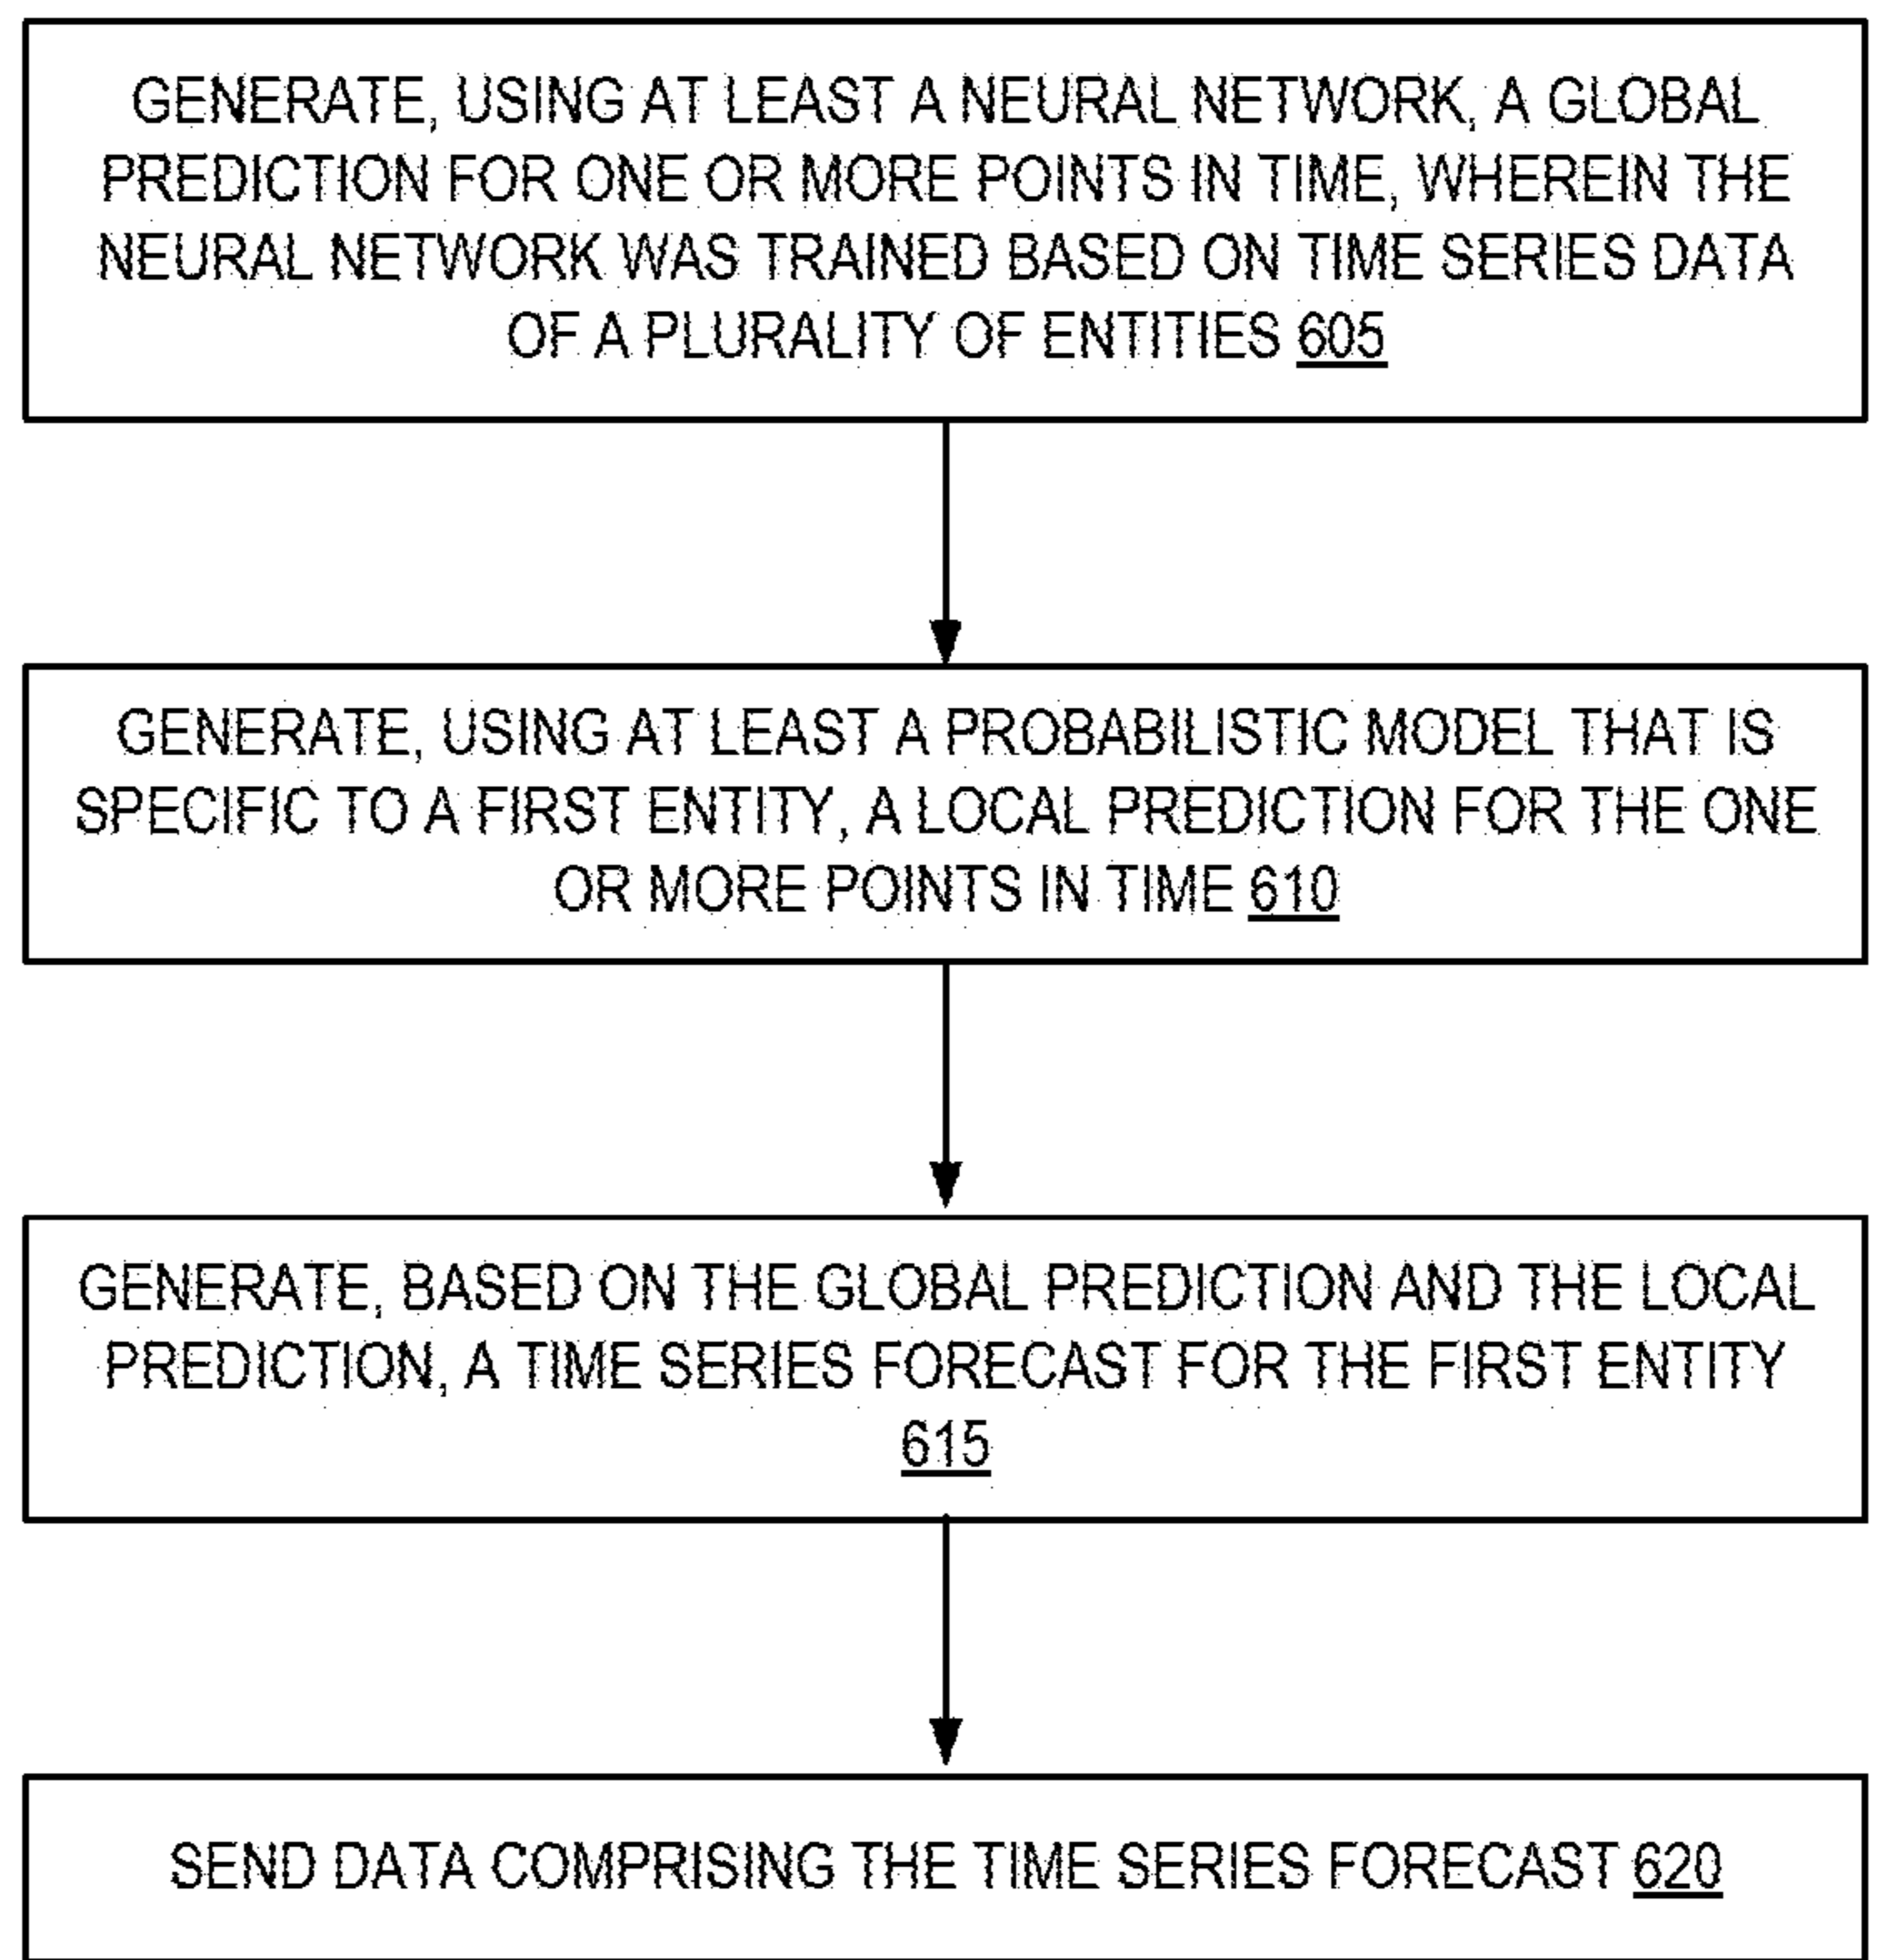 GENERATE, USING AT LEAST A NEURAL NETWORK, A GLOBAL
PREDICTION FOR ONE OR MORE POINTS IN TIME, WHEREIN THE
NEURAL NETWORK WAS TRAINED BASED ON TIME SERIES DATA
OF A PLURALITY OF ENTITIES 605
GENERATE, USING AT LEAST A PROBABILISTIC MODEL THAT IS
SPECIFIC TO A FIRST ENTITY, A LOCAL PREDICTION FOR THE ONE
OR MORE POINTS IN TIME 610
GENERATE, BASED ON THE GLOBAL PREDICTION AND THE LOCAL
PREDICTION, A TIME SERIES FORECAST FOR THE FIRST ENTITY
615
SEND DATA COMPRISING THE TIME SERIES FORECAST 620